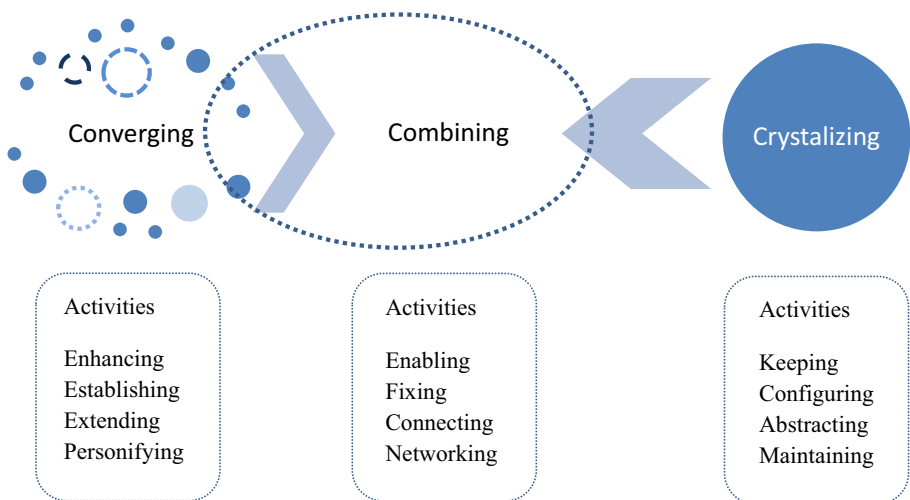 Converging
Combining
Crystalizing
Activities
Enhancing
Establishing
Extending
Personifying
Activities
Enabling
Fixing
Connecting
Networking
Activities
Keeping
Configuring
Abstracting
Maintaining